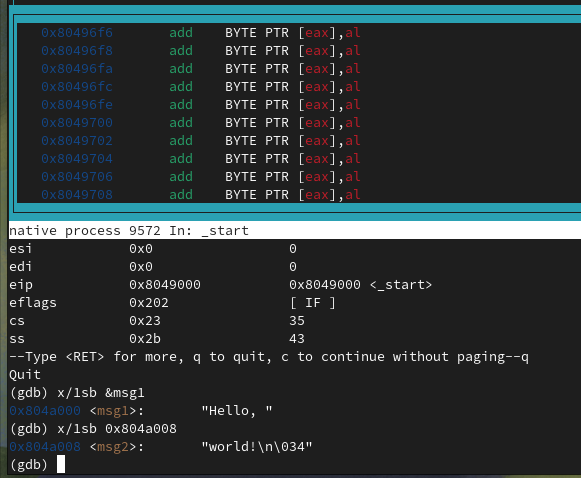 0x80496f6 add BYTE PTR [eax],al
0x80496f8 add BYTE PTR [eax],al
0x80496fa add BYTE PTR [eax],al
0x80496fc add BYTE PTR [eax],al
0x80496fe add BYTE PTR [eax],al
0x8049700 add BYTE PTR [eax],al
0x8049702 add BYTE PTR [eax],al
0x8049704 add BYTE PTR [eax],al
0x8049706 add BYTE PTR [eax],al
0x8049708 add BYTE PTR [eax],al
native process 9572 In: _start
esi 0x0 0
edi 0x0 0
eip 0x8049000 0x8049000 <_start>
eflags 0x202 [ IF ]
cs 0x23 35
ss 0x2b 43
--Type <RET> for more, q to quit, c to continue without paging--q
Quit
(gdb) x/1sb &msg1
0x804a000 <msg1>: "Hello, "
(gdb) x/1sb 0x804a008
0x804a008 <msg2>: "world!\n\034"
(gdb)